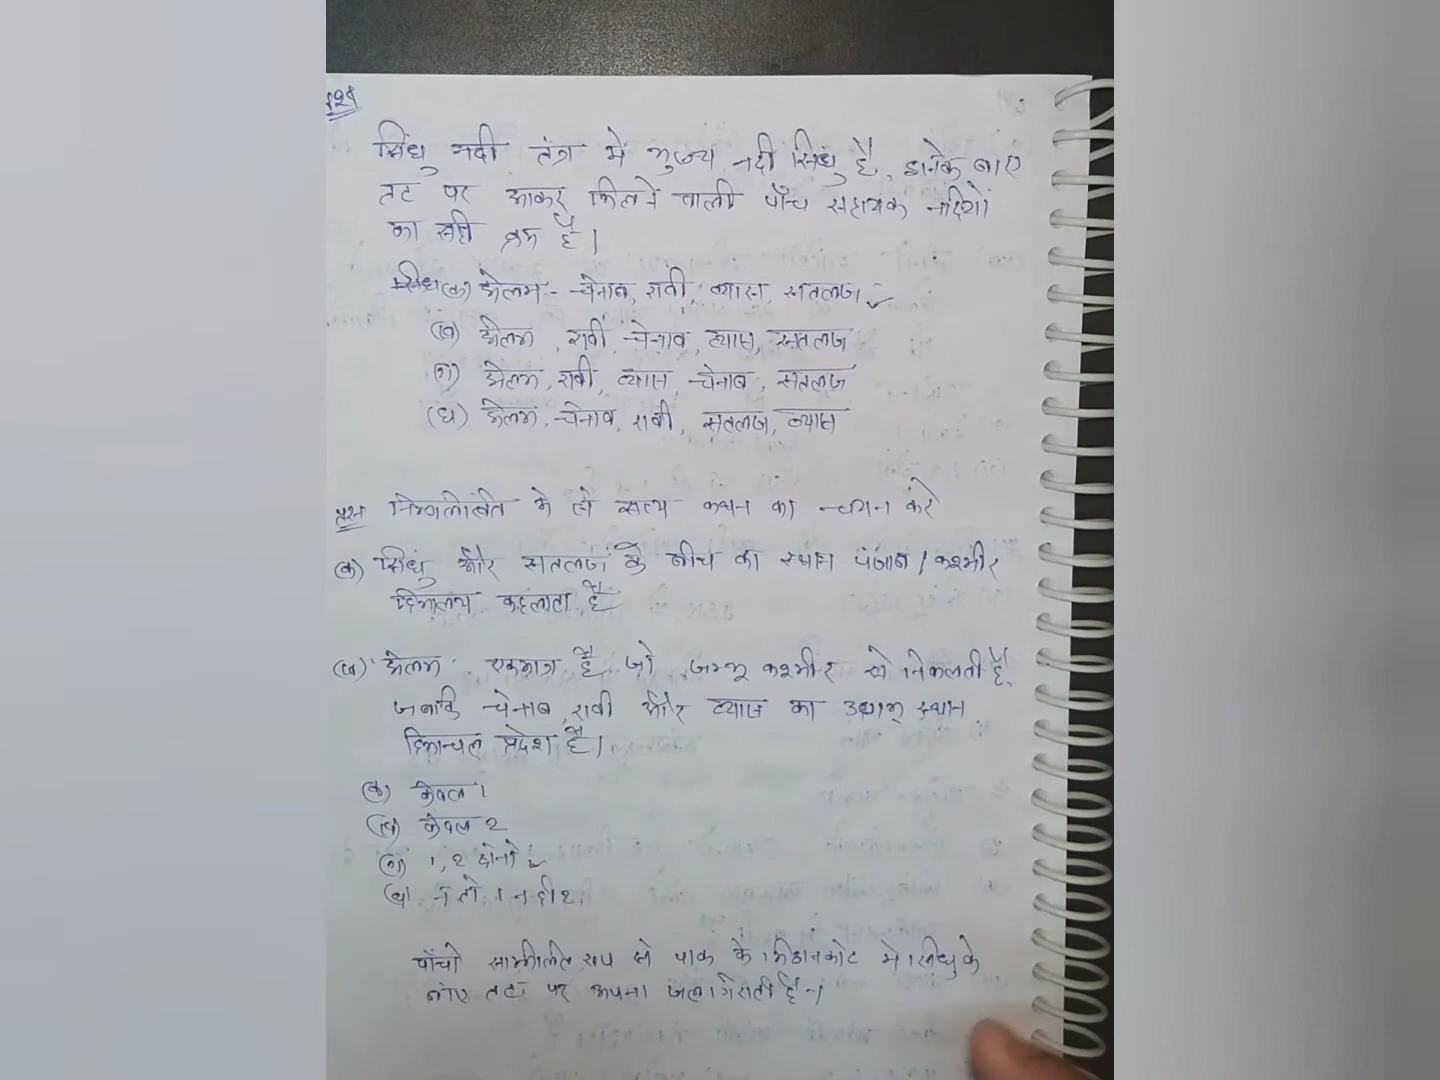 प्रश्न
सिंधु नदी तंत्र मे मुख्य नदी सिंधु है, इनके बाए
तट पर आकर मिलने वाली पाँच सहायक नदियों
का सही क्रम है।
सिंध (क) झेलम - चेनाब, रावी, व्यास, सतलज ✓
(ख) झेलम, रावी, चेनाब, व्यास, सतलज
(ग) झेलम, रावी, व्यास, चेनाब, सतलज
(घ) झेलम, चेनाब, रावी, सतलज, व्यास
प्रश्न निम्नलिखित मे से सत्य कथन का चयन करे
(क) सिंधु और सतलज के बीच का स्थान पंजाब / कश्मीर
हिमालय कहलाता है
(ख) झेलम एकमात्र है जो जम्मू कश्मीर से निकलती है,
जबकि चेनाब, रावी और व्यास का उद्गम स्थान
हिमाचल प्रदेश है।
(क) केवल 1
(ख) केवल 2
(ग) 1, 2 दोनो ✓
(घ) न तो 1 न ही 2
पाँचो सम्मीलीत रूप से पाक के मिठानकोट मे सिंधु के
बाए तट पर अपना जल गिराती है।